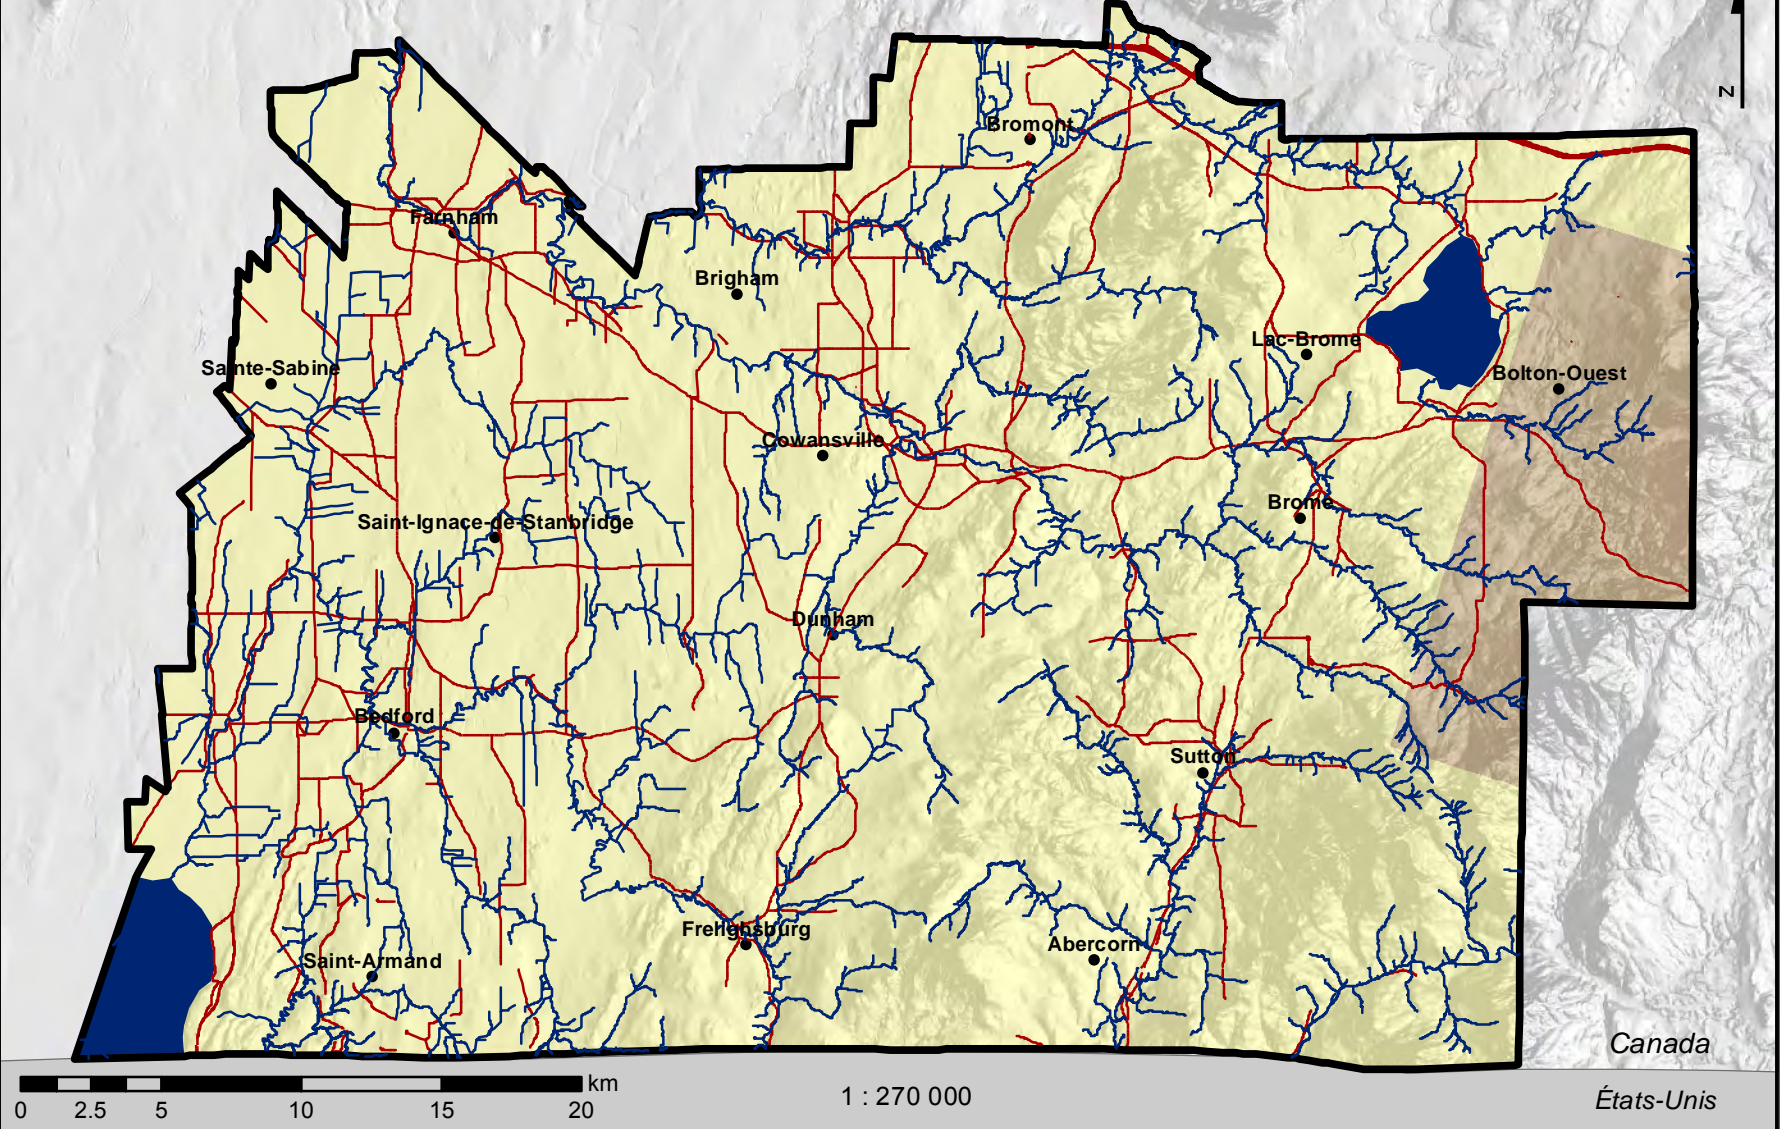 N
Bromont
Farnham
Brigham
Lac-Brome
Sainte-Sabine
Bolton-Ouest
Cowansville
Brome
Saint-Ignace-de-Stanbridge
Dunham
Bedford
Sutton
Frelighsburg
Abercorn
Saint-Armand
Canada
km
0 2.5 5 10 15 20
1 : 270 000
États-Unis